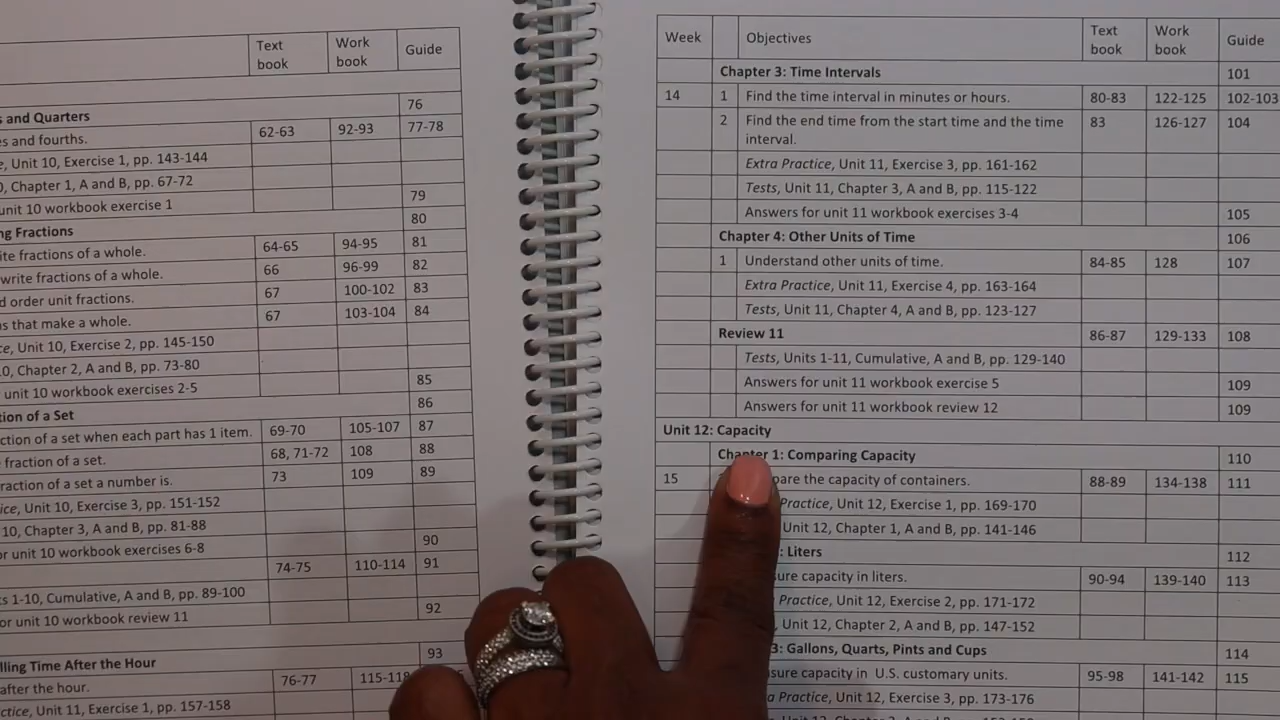 Text book Work book Guide
76
s and Quarters
es and fourths. 62-63 92-93 77-78
e, Unit 10, Exercise 1, pp. 143-144
0, Chapter 1, A and B, pp. 67-72
unit 10 workbook exercise 1 79
80
ng Fractions
ite fractions of a whole. 64-65 94-95 81
write fractions of a whole. 66 96-99 82
d order unit fractions. 67 100-102 83
ns that make a whole. 67 103-104 84
ce, Unit 10, Exercise 2, pp. 145-150
0, Chapter 2, A and B, pp. 73-80
unit 10 workbook exercises 2-5 85
86
tion of a Set
ction of a set when each part has 1 item. 69-70 105-107 87
e fraction of a set. 68, 71-72 108 88
raction of a set a number is. 73 109 89
ice, Unit 10, Exercise 3, pp. 151-152
10, Chapter 3, A and B, pp. 81-88
or unit 10 workbook exercises 6-8 90
74-75 110-114 91
ts 1-10, Cumulative, A and B, pp. 89-100
or unit 10 workbook review 11 92
lling Time After the Hour 93
after the hour. 76-77 115-118
ctice, Unit 11, Exercise 1, pp. 157-158
Week Objectives Text book Work book Guide
Chapter 3: Time Intervals 101
14 1 Find the time interval in minutes or hours. 80-83 122-125 102-103
2 Find the end time from the start time and the time 83 126-127 104
interval.
Extra Practice, Unit 11, Exercise 3, pp. 161-162
Tests, Unit 11, Chapter 3, A and B, pp. 115-122
Answers for unit 11 workbook exercises 3-4 105
Chapter 4: Other Units of Time 106
1 Understand other units of time. 84-85 128 107
Extra Practice, Unit 11, Exercise 4, pp. 163-164
Tests, Unit 11, Chapter 4, A and B, pp. 123-127
Review 11 86-87 129-133 108
Tests, Units 1-11, Cumulative, A and B, pp. 129-140
Answers for unit 11 workbook exercise 5 109
Answers for unit 11 workbook review 12 109
Unit 12: Capacity
Chapter 1: Comparing Capacity 110
15 pare the capacity of containers. 88-89 134-138 111
Practice, Unit 12, Exercise 1, pp. 169-170
Unit 12, Chapter 1, A and B, pp. 141-146
: Liters 112
sure capacity in liters. 90-94 139-140 113
Practice, Unit 12, Exercise 2, pp. 171-172
, Unit 12, Chapter 2, A and B, pp. 147-152
3: Gallons, Quarts, Pints and Cups 114
sure capacity in U.S. customary units. 95-98 141-142 115
a Practice, Unit 12, Exercise 3, pp. 173-176